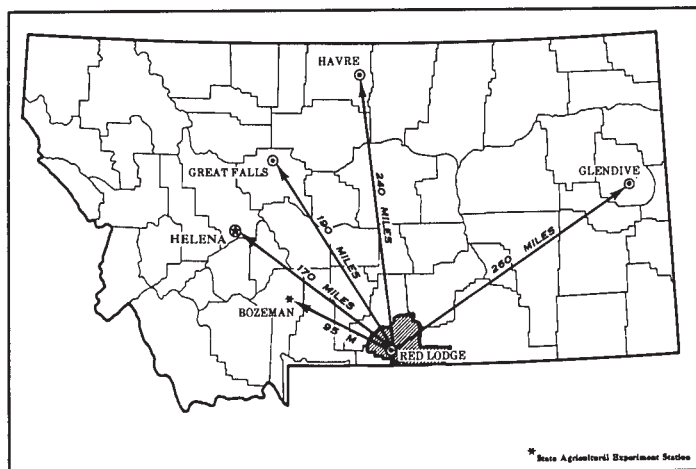 HAVRE
GREAT FALLS
GLENDIVE
HELENA
240 MILES
190 MILES
260 MILES
170 MILES
BOZEMAN *
95 M
RED LODGE
* State Agricultural Experiment Station